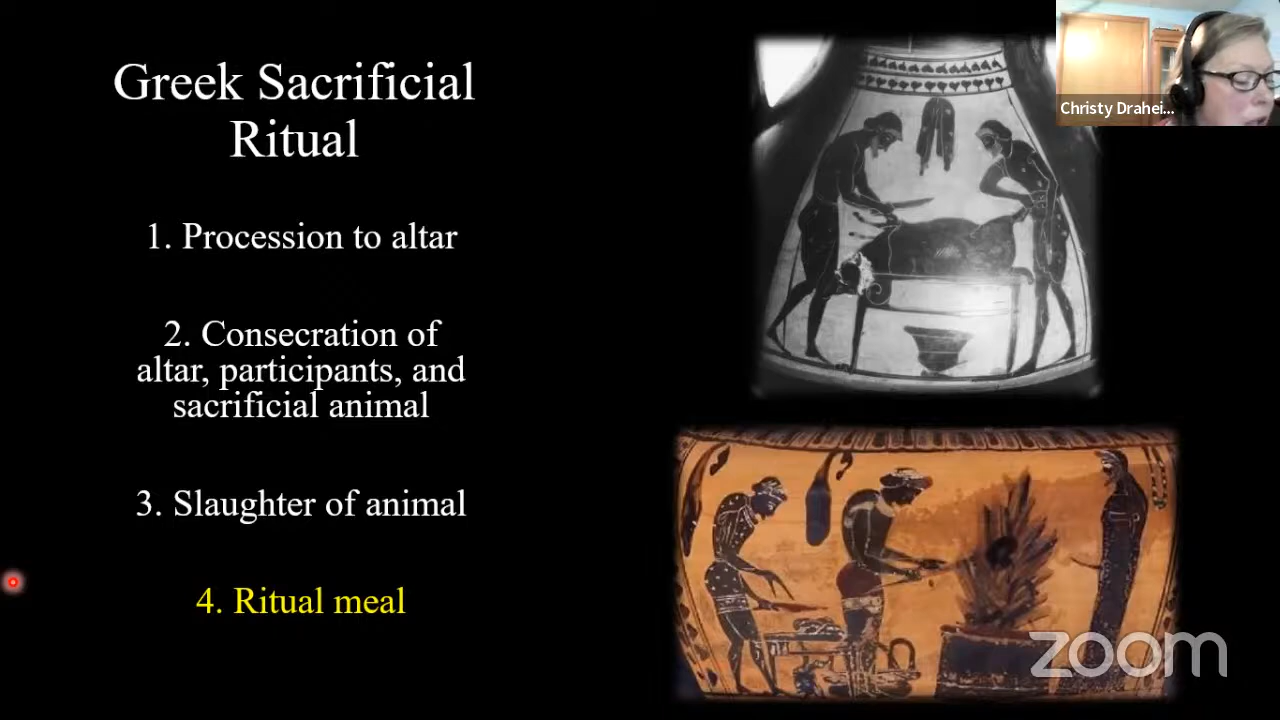 Greek Sacrificial
Ritual
1. Procession to altar
2. Consecration of
altar, participants, and
sacrificial animal
3. Slaughter of animal
4. Ritual meal
Christy Drahei...
zoom